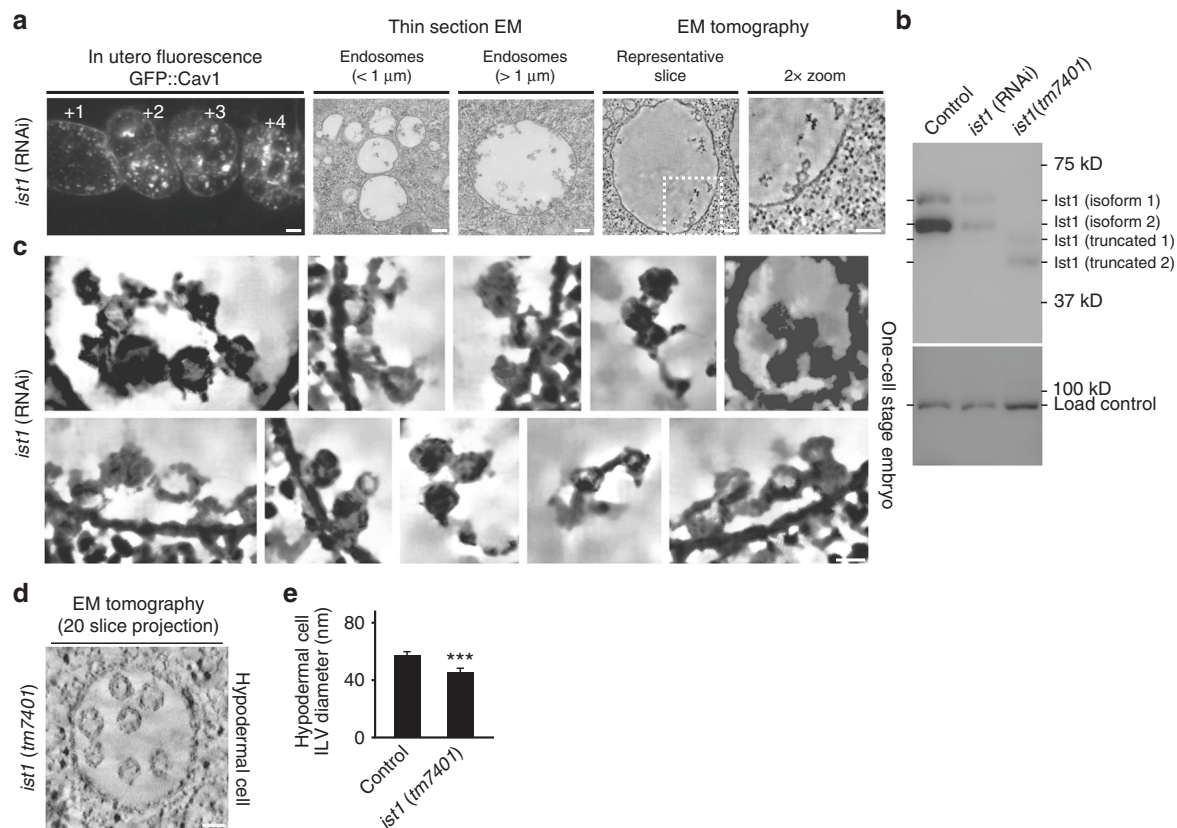 a
Thin section EM
EM tomography
In utero fluorescence
GFP::Cav1
Endosomes
(< 1 μm)
Endosomes
(> 1 μm)
Representative
slice
2× zoom
ist1 (RNAi)
+1
+2
+3
+4
b
Control
ist1 (RNAi)
ist1(tm7401)
75 kD
Ist1 (isoform 1)
Ist1 (isoform 2)
Ist1 (truncated 1)
Ist1 (truncated 2)
37 kD
100 kD
Load control
c
ist1 (RNAi)
One-cell stage embryo
d
EM tomography
(20 slice projection)
ist1 (tm7401)
Hypodermal cell
e
Hypodermal cell
ILV diameter (nm)
80
40
0
***
Control
ist1 (tm7401)